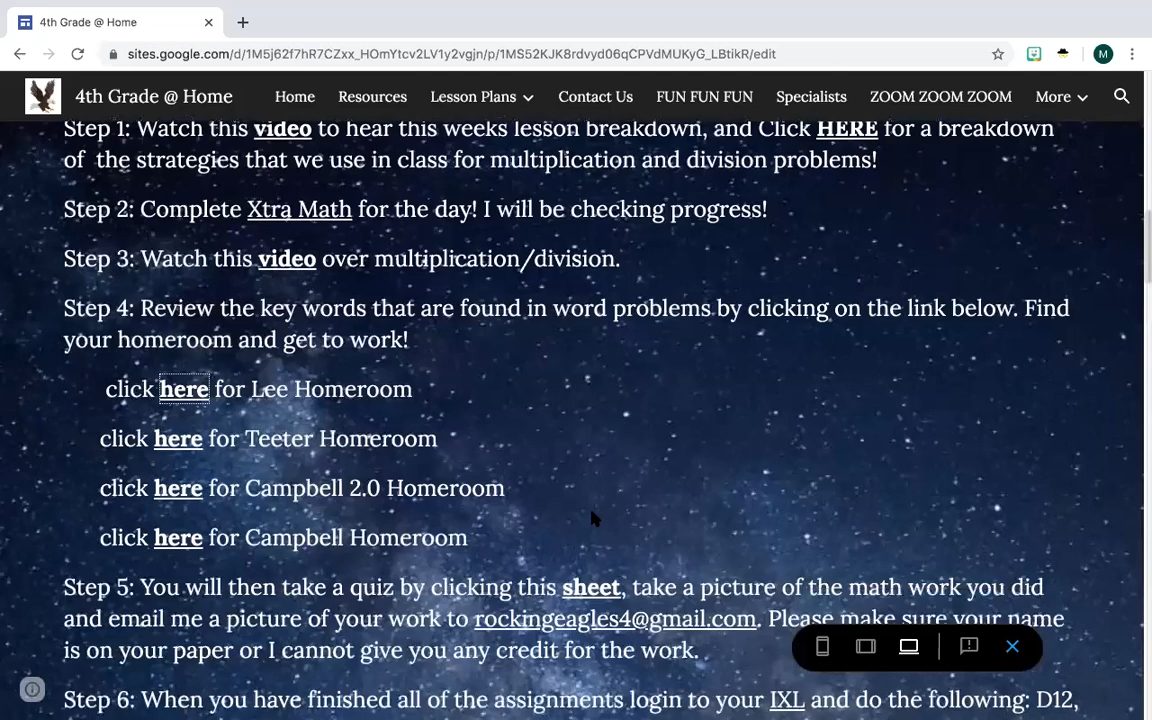 4th Grade @ Home
sites.google.com/d/1M5j62f7hR7CZxx_HOmYtcv2LV1y2vgjn/p/1MS52KJK8rdvyd06qCPVdMUKyG_LBtikR/edit
M
4th Grade @ Home Home Resources Lesson Plans Contact Us FUN FUN FUN Specialists ZOOM ZOOM ZOOM More
Step 1: Watch this video to hear this weeks lesson breakdown, and Click HERE for a breakdown
of the strategies that we use in class for multiplication and division problems!
Step 2: Complete Xtra Math for the day! I will be checking progress!
Step 3: Watch this video over multiplication/division.
Step 4: Review the key words that are found in word problems by clicking on the link below. Find
your homeroom and get to work!
click here for Lee Homeroom
click here for Teeter Homeroom
click here for Campbell 2.0 Homeroom
click here for Campbell Homeroom
Step 5: You will then take a quiz by clicking this sheet, take a picture of the math work you did
and email me a picture of your work to rockingeagles4@gmail.com. Please make sure your name
is on your paper or I cannot give you any credit for the work.
Step 6: When you have finished all of the assignments login to your IXL and do the following: D12,